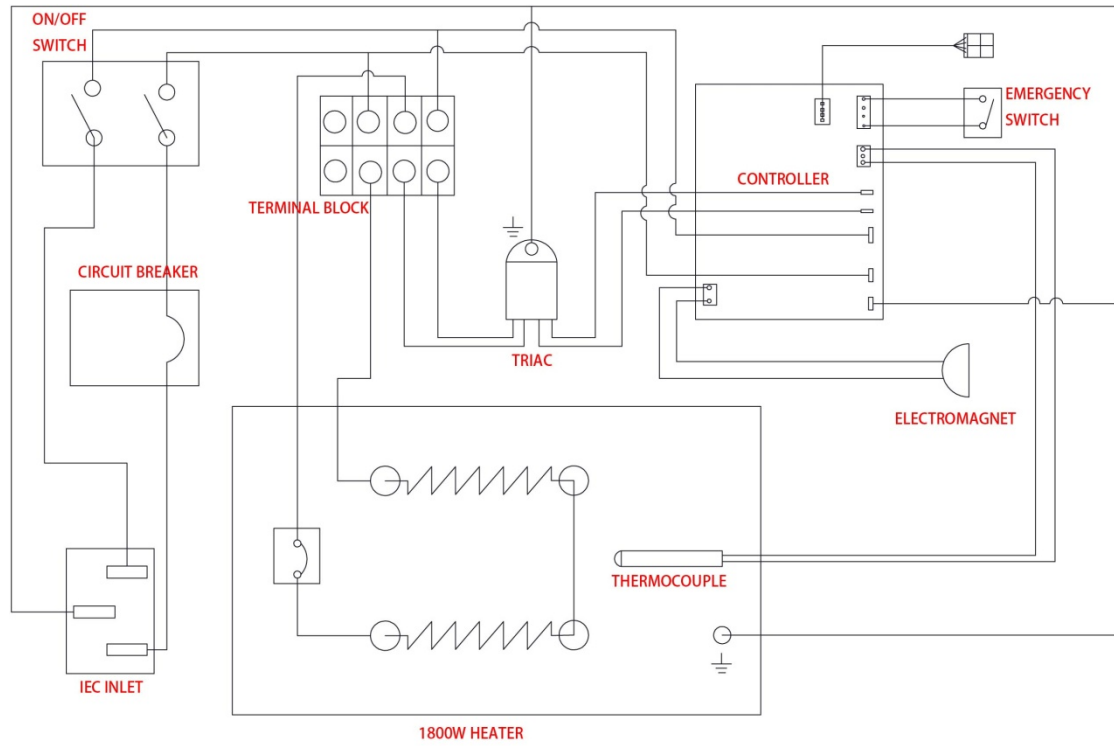 ON/OFF
SWITCH
EMERGENCY
SWITCH
CONTROLLER
TERMINAL BLOCK
CIRCUIT BREAKER
TRIAC
ELECTROMAGNET
THERMOCOUPLE
IEC INLET
1800W HEATER